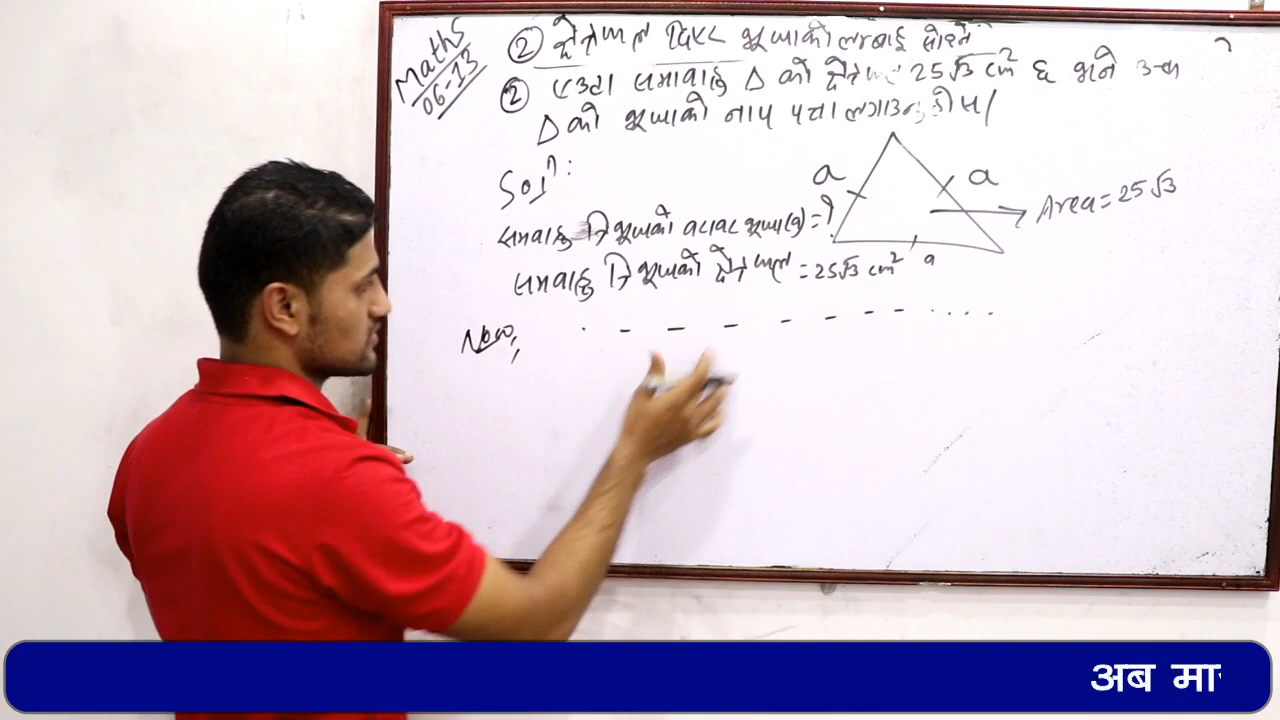 Maths
06-13
② क्षेत्रफल दिएर भुजाको लम्बाई सोध्ने
② एउटा समबाहु Δ को क्षेत्रफल 25√3 cm² छ भने उक्त
Δ को भुजाको नाप पत्ता लगाउनुहोस्।
Solⁿ:
a
a
Area = 25√3
समबाहु त्रिभुजको बराबर भुजा(a) = ?
समबाहु त्रिभुजको क्षेत्रफल = 25√3 cm²
a
Now,
अब